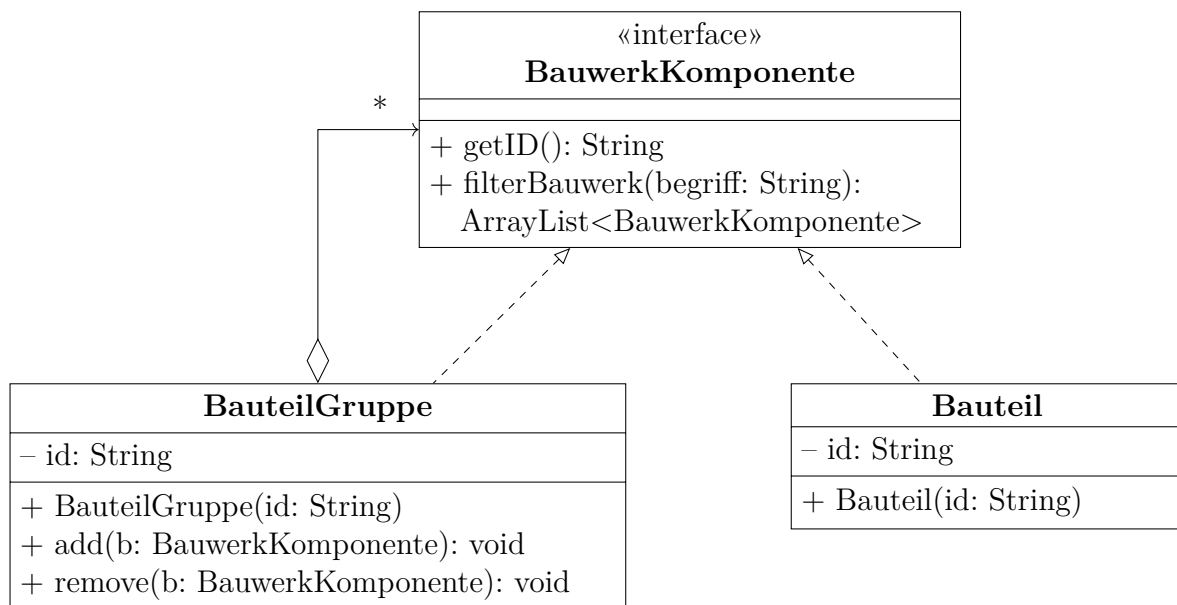 «interface»
BauwerkKomponente
*
+ getID(): String
+ filterBauwerk(begriff: String):
ArrayList<BauwerkKomponente>
BauteilGruppe
– id: String
+ BauteilGruppe(id: String)
+ add(b: BauwerkKomponente): void
+ remove(b: BauwerkKomponente): void
Bauteil
– id: String
+ Bauteil(id: String)